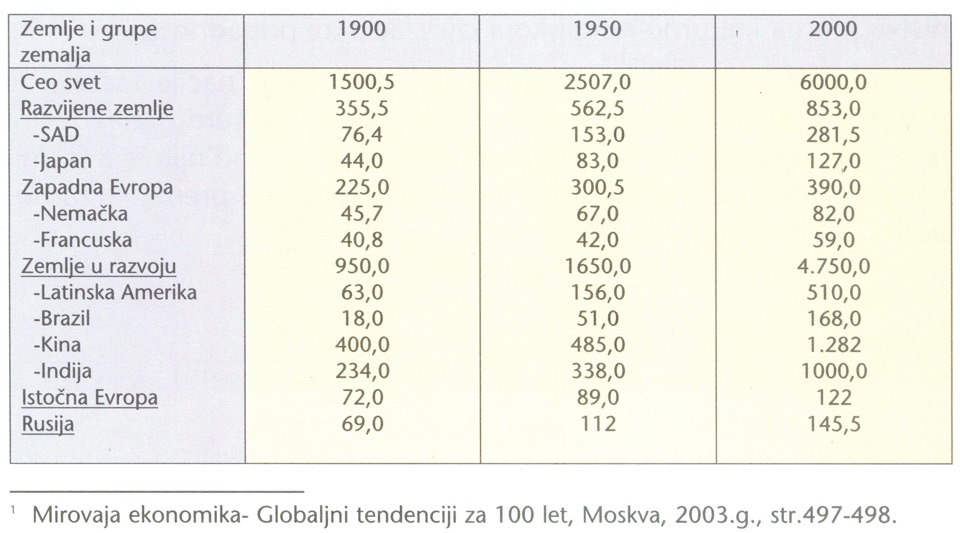 Zemlje i grupe zemalja 1900 1950 2000
Ceo svet 1500,5 2507,0 6000,0
Razvijene zemlje 355,5 562,5 853,0
-SAD 76,4 153,0 281,5
-Japan 44,0 83,0 127,0
Zapadna Evropa 225,0 300,5 390,0
-Nemačka 45,7 67,0 82,0
-Francuska 40,8 42,0 59,0
Zemlje u razvoju 950,0 1650,0 4.750,0
-Latinska Amerika 63,0 156,0 510,0
-Brazil 18,0 51,0 168,0
-Kina 400,0 485,0 1.282
-Indija 234,0 338,0 1000,0
Istočna Evropa 72,0 89,0 122
Rusija 69,0 112 145,5
¹ Mirovaja ekonomika- Globaljni tendenciji za 100 let, Moskva, 2003.g., str.497-498.